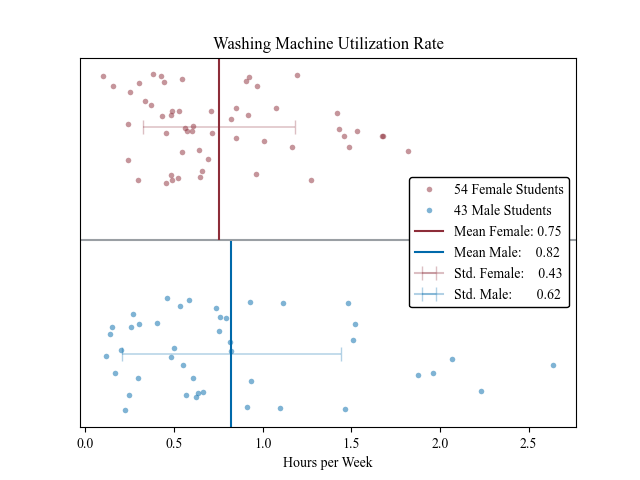 Washing Machine Utilization Rate
54 Female Students
43 Male Students
Mean Female: 0.75
Mean Male: 0.82
Std. Female: 0.43
Std. Male: 0.62
0.0 0.5 1.0 1.5 2.0 2.5
Hours per Week